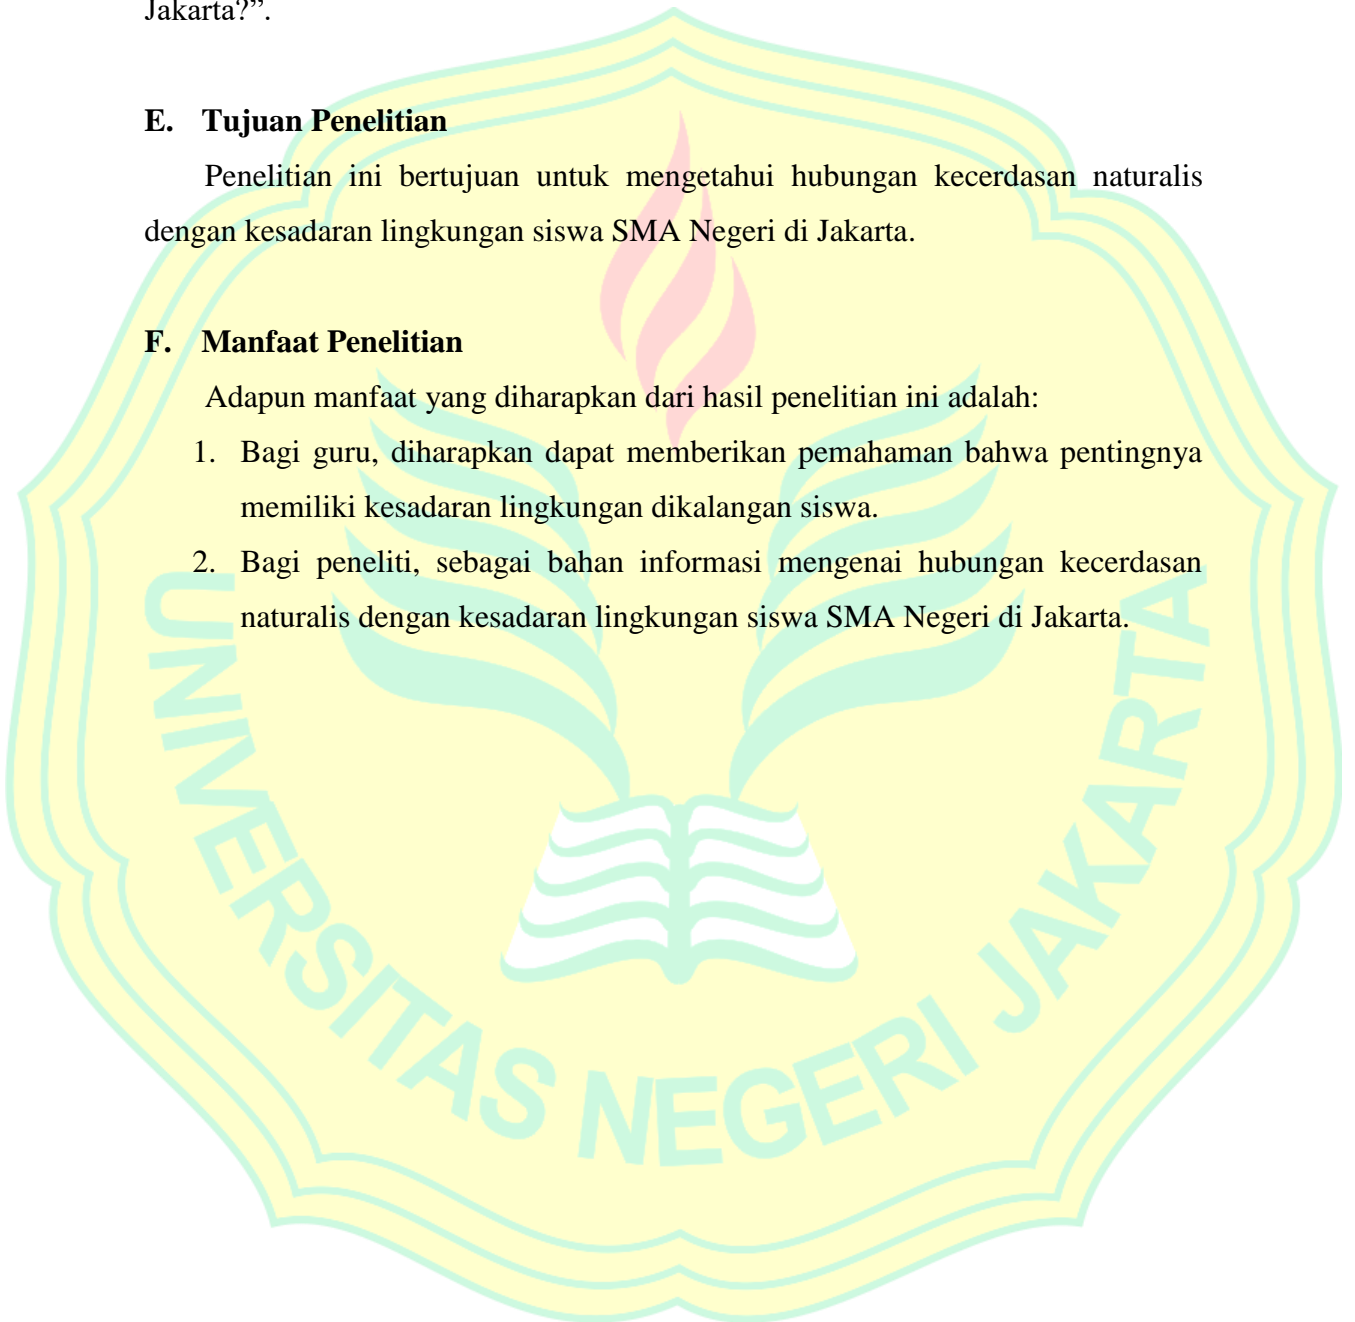 Jakarta?”.
E. Tujuan Penelitian
Penelitian ini bertujuan untuk mengetahui hubungan kecerdasan naturalis
dengan kesadaran lingkungan siswa SMA Negeri di Jakarta.
F. Manfaat Penelitian
Adapun manfaat yang diharapkan dari hasil penelitian ini adalah:
1. Bagi guru, diharapkan dapat memberikan pemahaman bahwa pentingnya
memiliki kesadaran lingkungan dikalangan siswa.
2. Bagi peneliti, sebagai bahan informasi mengenai hubungan kecerdasan
naturalis dengan kesadaran lingkungan siswa SMA Negeri di Jakarta.
UNIVERSITAS NEGERI JAKARTA